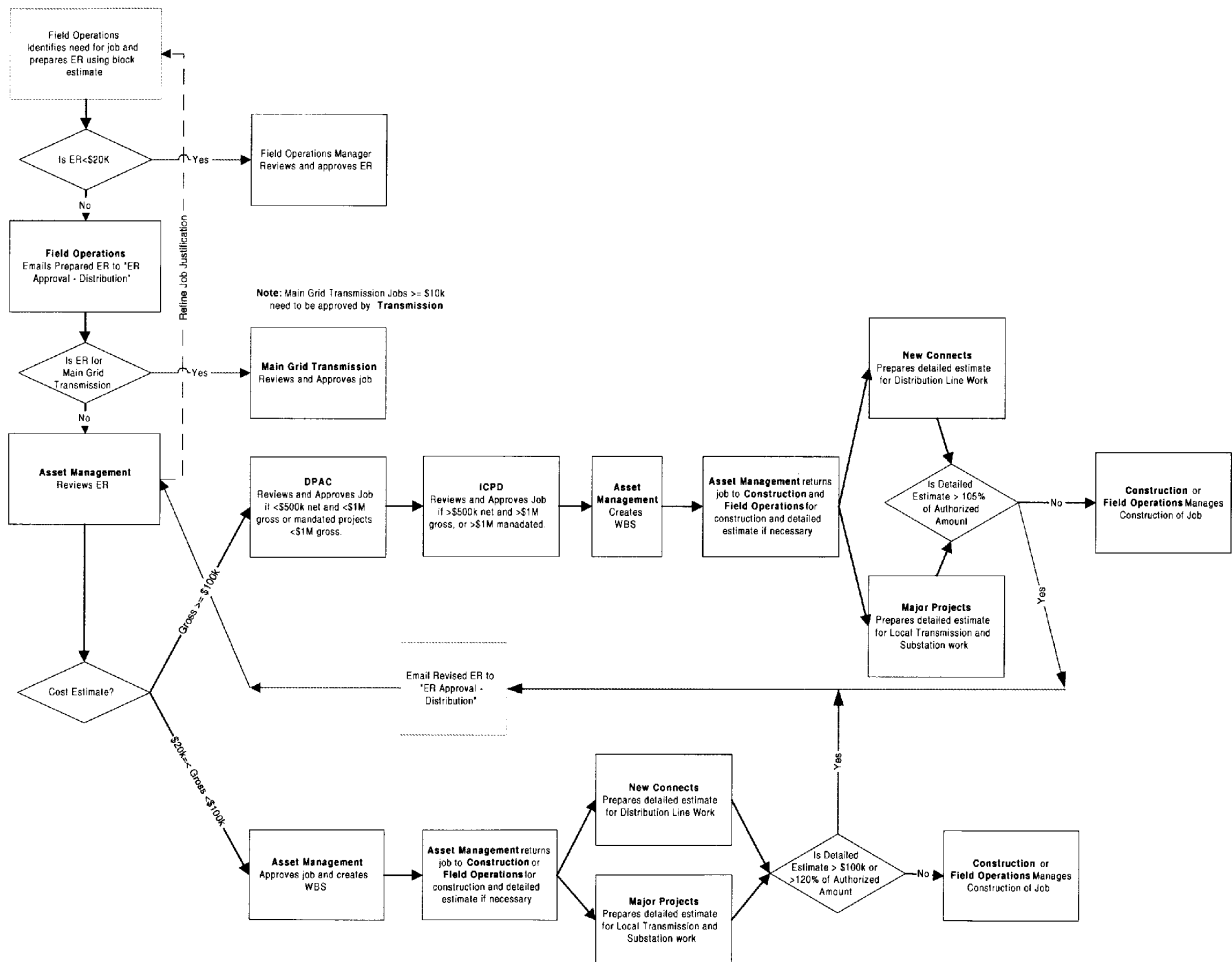 Field Operations
Identifies need for job and
prepares ER using block
estimate
Is ER<$20K
Yes
Field Operations Manager
Reviews and approves ER
No
Refine Job Justification
Field Operations
Emails Prepared ER to "ER
Approval - Distribution"
Note: Main Grid Transmission Jobs >= $10k
need to be approved by Transmission
Is ER for
Main Grid
Transmission
Yes
Main Grid Transmission
Reviews and Approves job
No
Asset Management
Reviews ER
DPAC
Reviews and Approves Job
if <$500k net and <$1M
gross or mandated projects
<$1M gross.
ICPD
Reviews and Approves Job
if >$500k net and >$1M
gross, or >$1M manadated.
Asset
Management
Creates
WBS
Asset Management returns
job to Construction and
Field Operations for
construction and detailed
estimate if necessary
New Connects
Prepares detailed estimate
for Distribution Line Work
Is Detailed
Estimate > 105%
of Authorized
Amount
No
Construction or
Field Operations Manages
Construction of Job
Major Projects
Prepares detailed estimate
for Local Transmission and
Substation work
Yes
Gross >= $100k
Cost Estimate?
Email Revised ER to
"ER Approval -
Distribution"
$20k=< Gross <$100k
Asset Management
Approves job and creates
WBS
Asset Management returns
job to Construction or
Field Operations for
construction and detailed
estimate if necessary
New Connects
Prepares detailed estimate
for Distribution Line Work
Major Projects
Prepares detailed estimate
for Local Transmission and
Substation work
Yes
Is Detailed
Estimate > $100k or
>120% of Authorized
Amount
No
Construction or
Field Operations Manages
Construction of Job